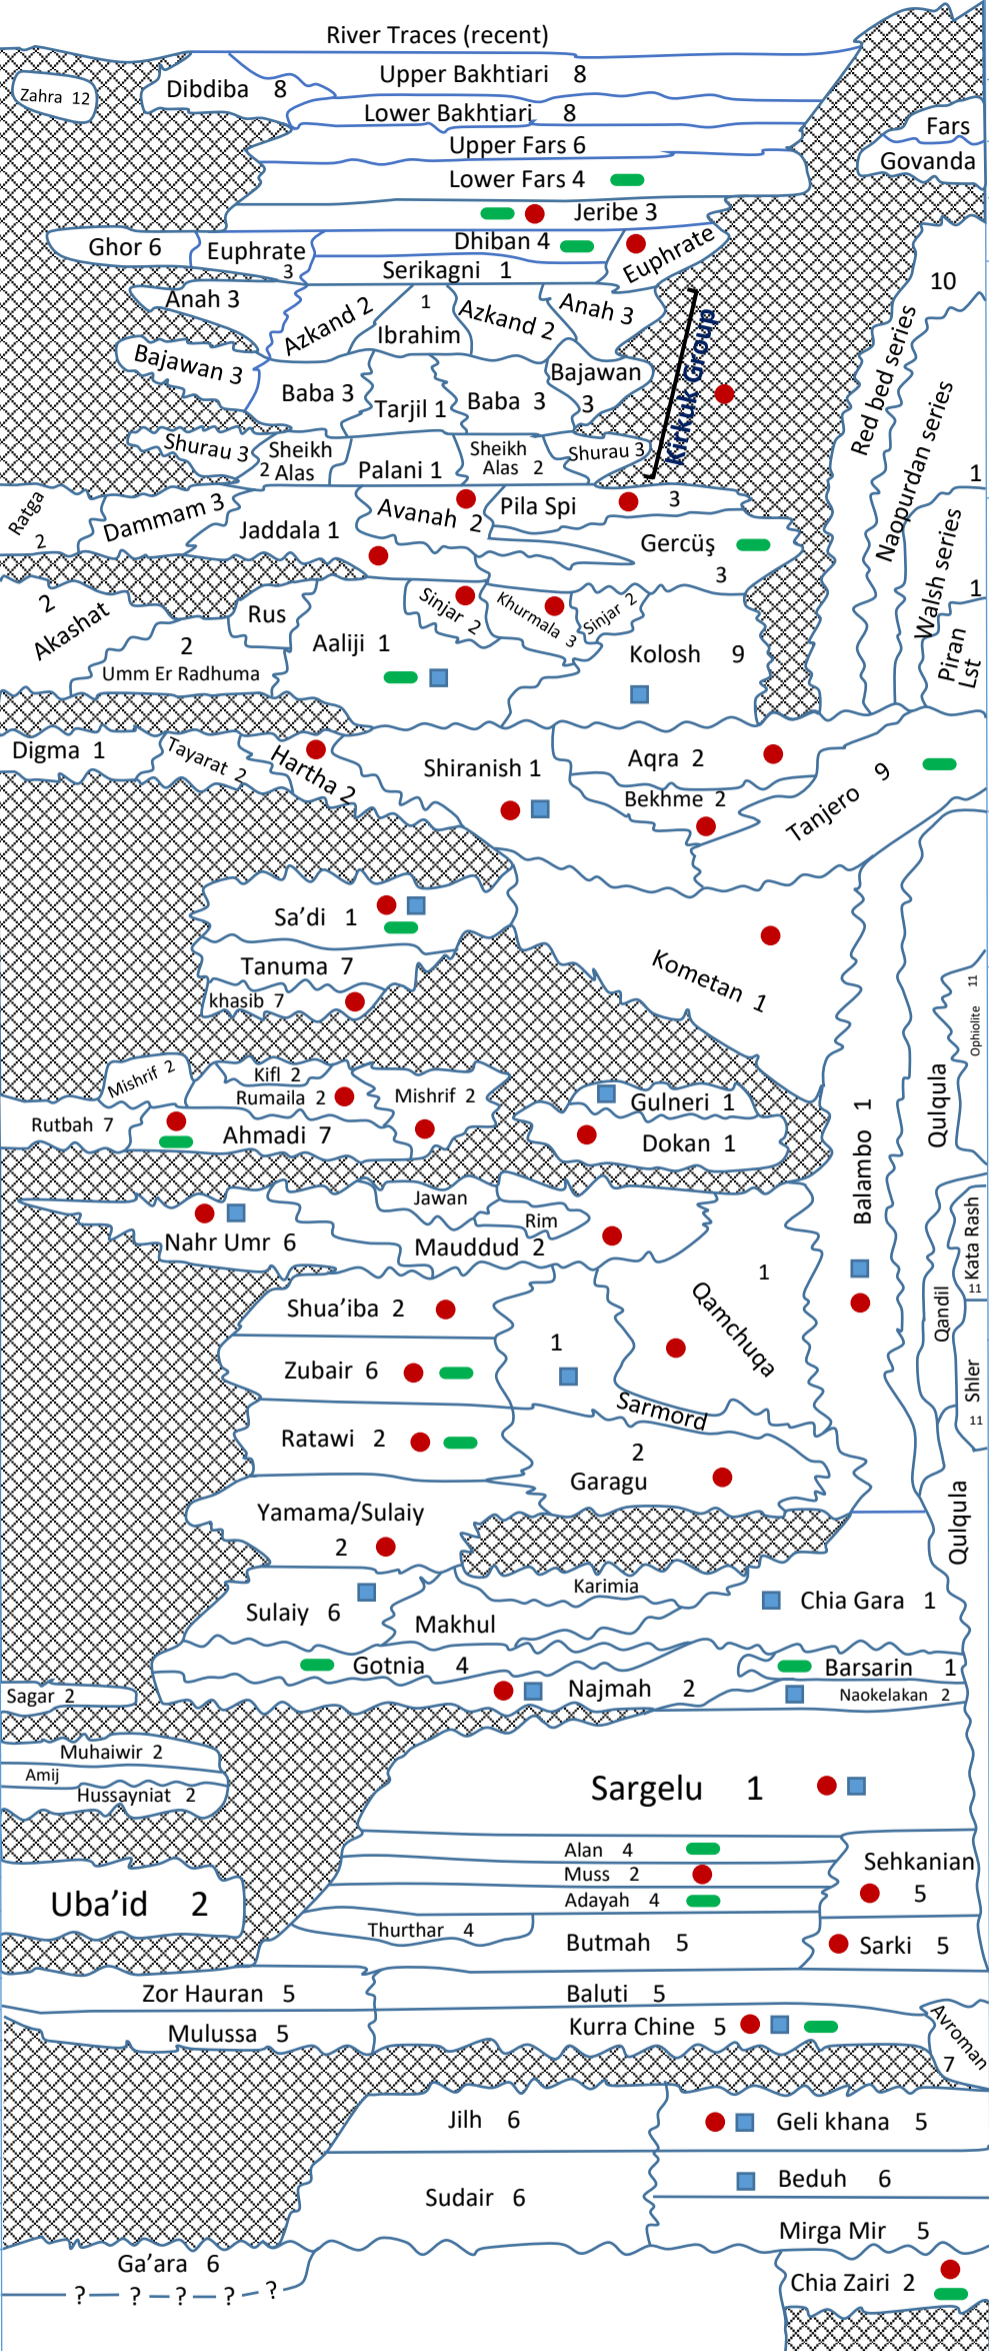 River Traces (recent)
Upper Bakhtiari 8
Dibdiba 8
Zahra 12
Lower Bakhtiari 8
Fars
Upper Fars 6
Govanda
Lower Fars 4
Jeribe 3
Ghor 6
Euphrate
3
Dhiban 4
Euphrate
Serikagni 1
10
Anah 3
Azkand 2
1
Ibrahim
Azkand 2
Anah 3
Kirkuk Group
Red bed series
Bajawan 3
Baba 3
Tarjil 1
Baba 3
Bajawan
3
Naopurdan series
1
Shurau 3
Sheikh
2 Alas
Palani 1
Sheikh
Alas 2
Shurau 3
Ratga
2
Dammam 3
Jaddala 1
Avanah 2
Pila Spi
3
Gercüş
3
Walsh series
1
2
Akashat
Rus
2
Umm Er Radhuma
Aaliji 1
Sinjar 2
Khurmala 3
Sinjar 2
Kolosh 9
Piran
Lst
Digma 1
Tayarat 2
Hartha 2
Shiranish 1
Aqra 2
Bekhme 2
Tanjero 9
Sa’di 1
Tanuma 7
khasib 7
Kometan 1
Ophiolite 11
Mishrif 2
Kifl 2
Rumaila 2
Mishrif 2
Gulneri 1
Rutbah 7
Ahmadi 7
Dokan 1
Balambo 1
Qulqula
Jawan
Rim
Nahr Umr 6
Mauddud 2
Kata Rash
11
Qandil
Shler
11
Shua’iba 2
1
Qamchuqa
1
Zubair 6
Sarmord
Ratawi 2
2
Garagu
Yamama/Sulaiy
2
Qulqula
Karimia
Sulaiy 6
Makhul
Chia Gara 1
Gotnia 4
Barsarin 1
Sagar 2
Najmah 2
Naokelakan 2
Muhaiwir 2
Amij
Hussayniat 2
Sargelu 1
Alan 4
Muss 2
Adayah 4
Sehkanian
5
Uba’id 2
Thurthar 4
Butmah 5
Sarki 5
Zor Hauran 5
Baluti 5
Mulussa 5
Kurra Chine 5
Avroman
7
Jilh 6
Geli khana 5
Sudair 6
Beduh 6
Mirga Mir 5
Ga’ara 6
? ? ? ? ?
Chia Zairi 2